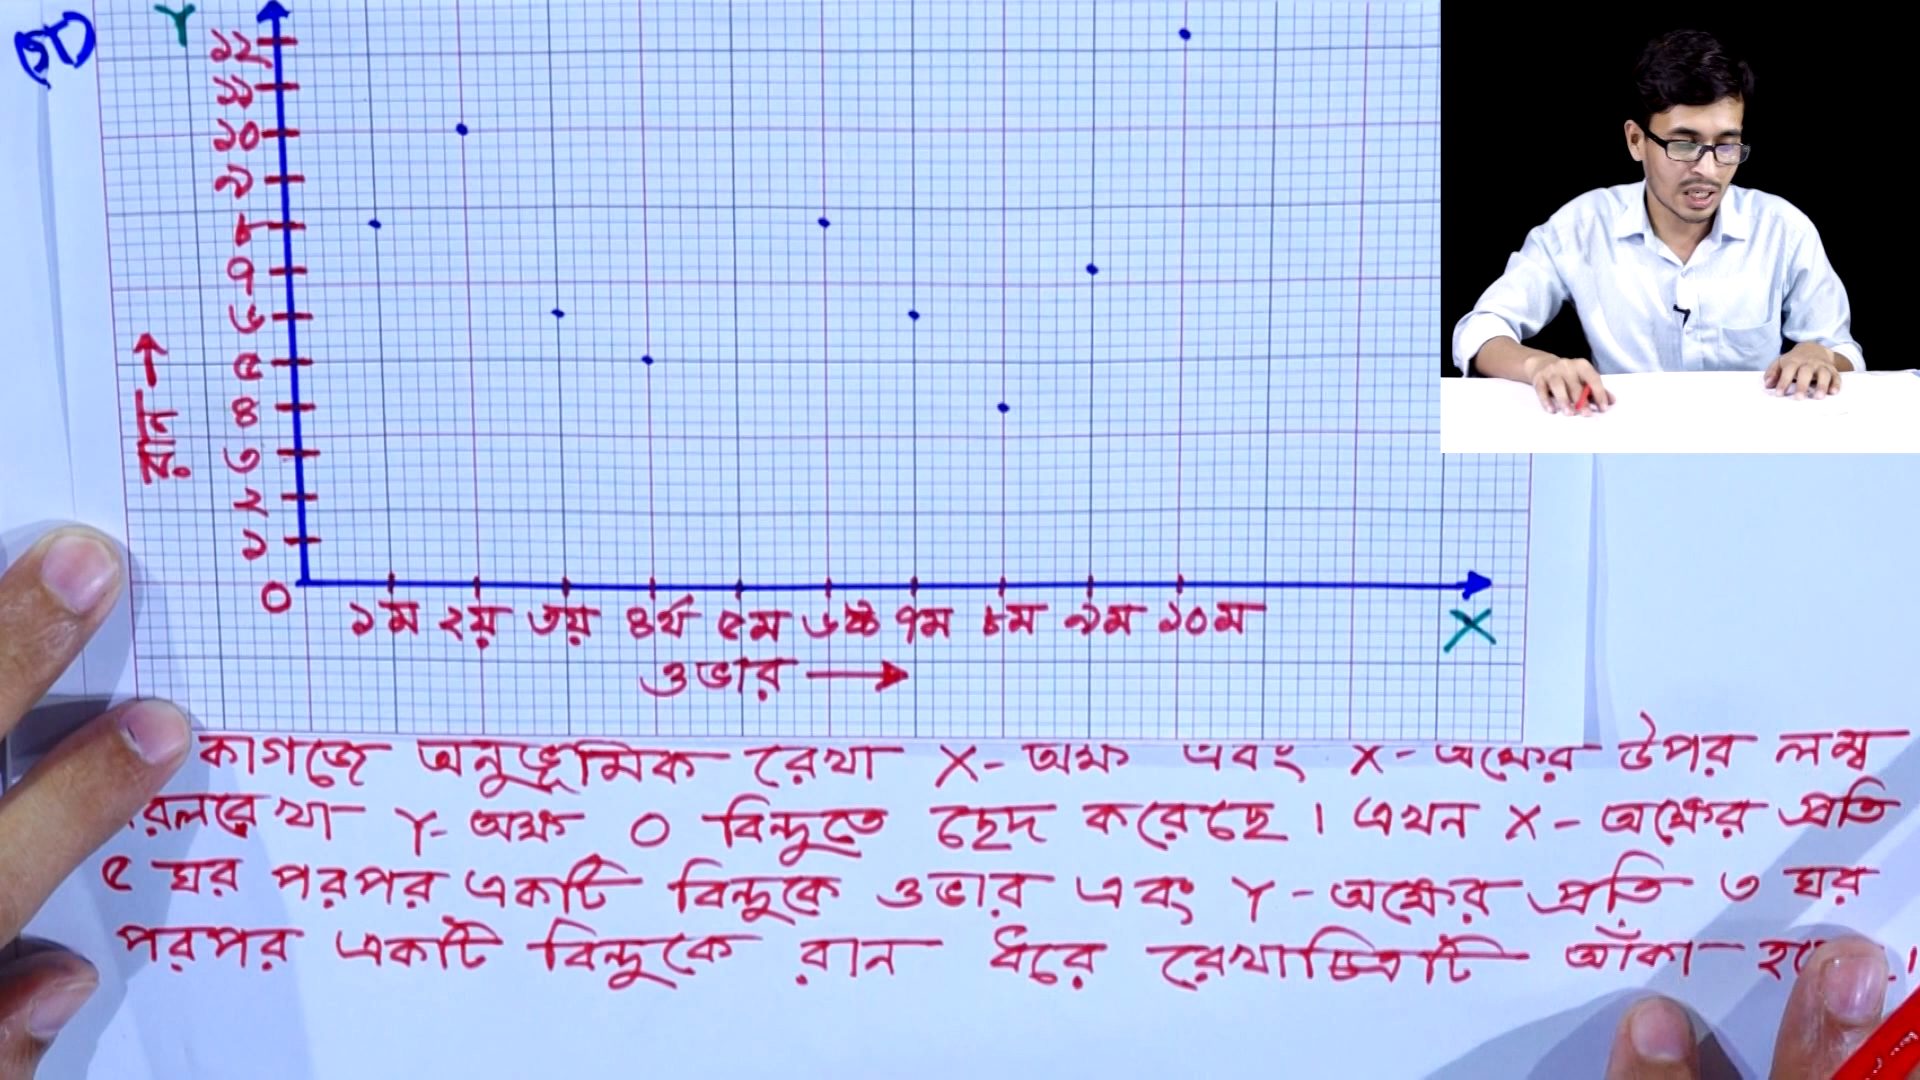 (গ)
Y
১২
১১
১০
৯
৮
৭
৬
৫
৪
৩
২
১
০
রান →
১ম ২য় ৩য় ৪র্থ ৫ম ৬ষ্ঠ ৭ম ৮ম ৯ম ১০ম
X
ওভার →
কাগজে অনুভূমিক রেখা X-অক্ষ এবং X-অক্ষের উপর লম্ব
রেখা Y-অক্ষ O বিন্দুতে ছেদ করেছে। এখন X-অক্ষের প্রতি
৫ ঘর পরপর একটি বিন্দুকে ওভার এবং Y-অক্ষের প্রতি ৩ ঘর
পরপর একটি বিন্দুকে রান ধরে রেখাচিত্রটি আঁকা